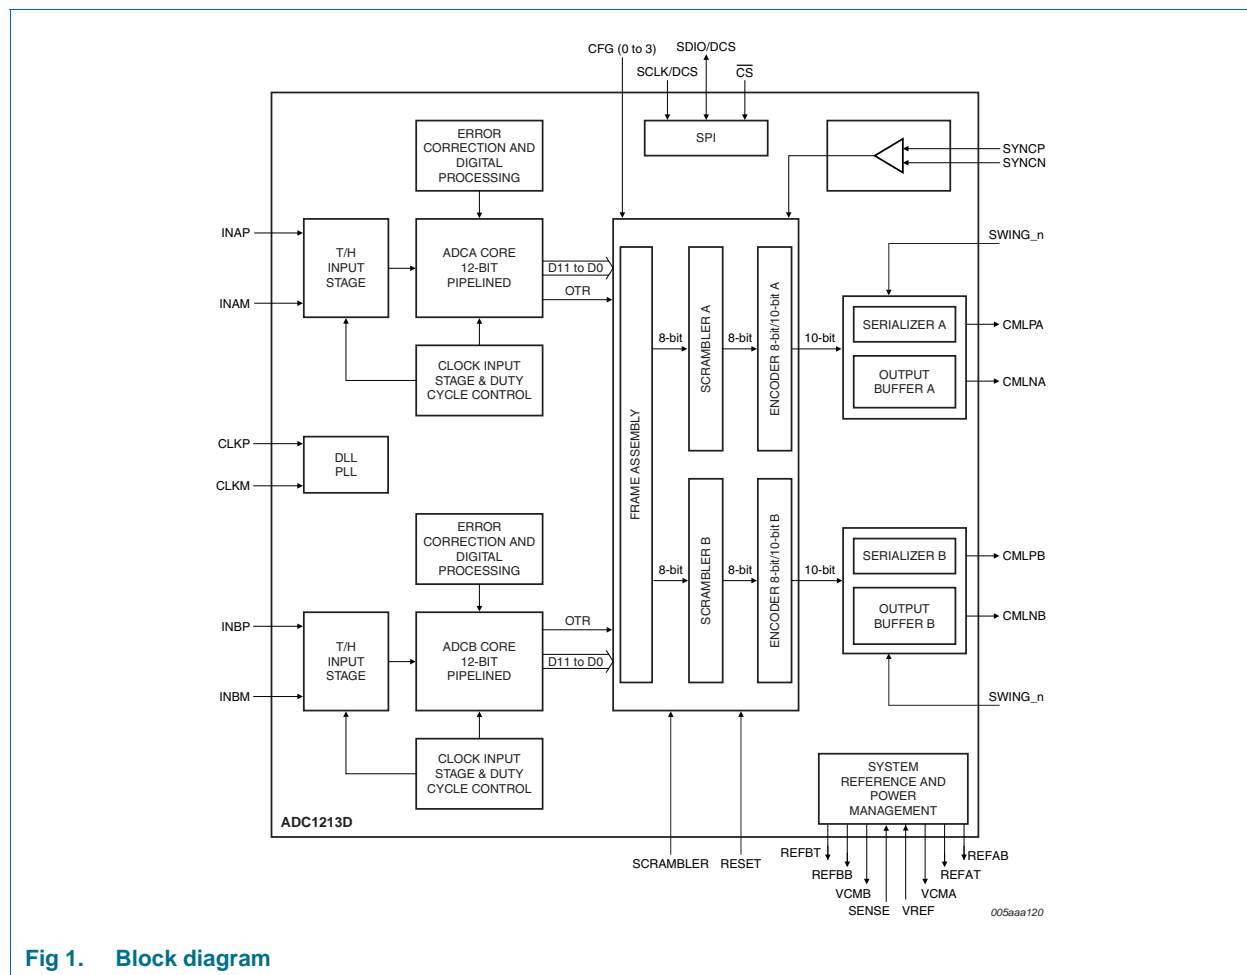 CFG (0 to 3)
SDIO/DCS
SCLK/DCS
CS
SPI
ERROR
CORRECTION AND
DIGITAL
PROCESSING
SYNCP
SYNCN
INAP
INAM
T/H
INPUT
STAGE
ADCA CORE
12-BIT
PIPELINED
D11 to D0
OTR
SWING_n
CLOCK INPUT
STAGE & DUTY
CYCLE CONTROL
FRAME ASSEMBLY
8-bit
SCRAMBLER A
8-bit
ENCODER 8-bit/10-bit A
10-bit
SERIALIZER A
OUTPUT
BUFFER A
CMLPA
CMLNA
CLKP
CLKM
DLL
PLL
ERROR
CORRECTION AND
DIGITAL
PROCESSING
8-bit
SCRAMBLER B
8-bit
ENCODER 8-bit/10-bit B
10-bit
SERIALIZER B
OUTPUT
BUFFER B
CMLPB
CMLNB
INBP
INBM
T/H
INPUT
STAGE
ADCB CORE
12-BIT
PIPELINED
OTR
D11 to D0
SWING_n
CLOCK INPUT
STAGE & DUTY
CYCLE CONTROL
SYSTEM
REFERENCE AND
POWER
MANAGEMENT
ADC1213D
SCRAMBLER
RESET
REFBT
REFBB
VCMB
SENSE
VREF
VCMA
REFAT
REFAB
005aaa120
Fig 1. Block diagram